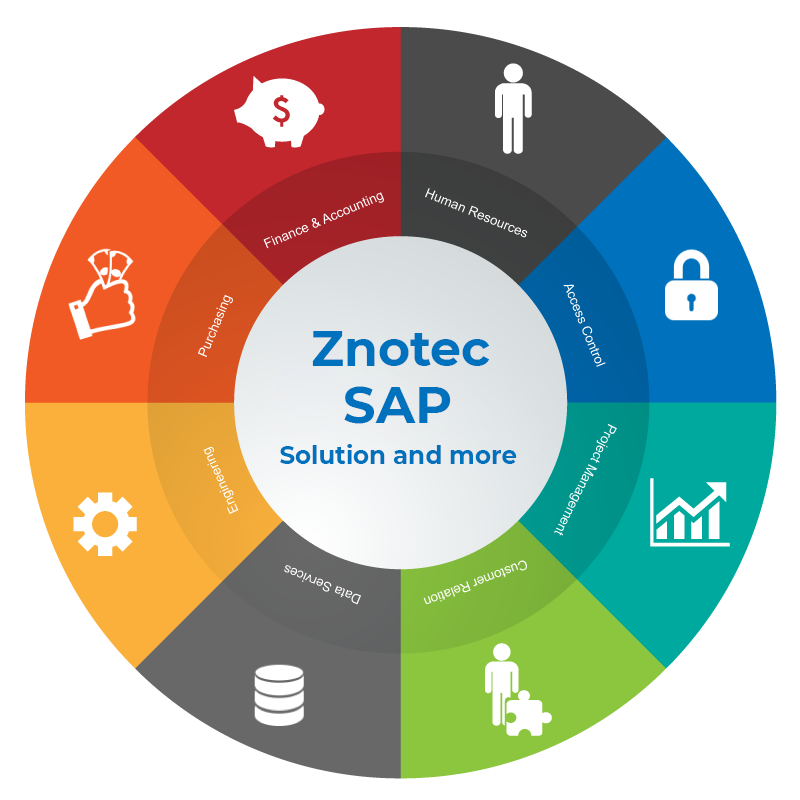 Znotec
SAP
Solution and more
Human Resources
Access Control
Project Management
Customer Relation
Data Services
Engineering
Purchasing
Finance & Accounting
$